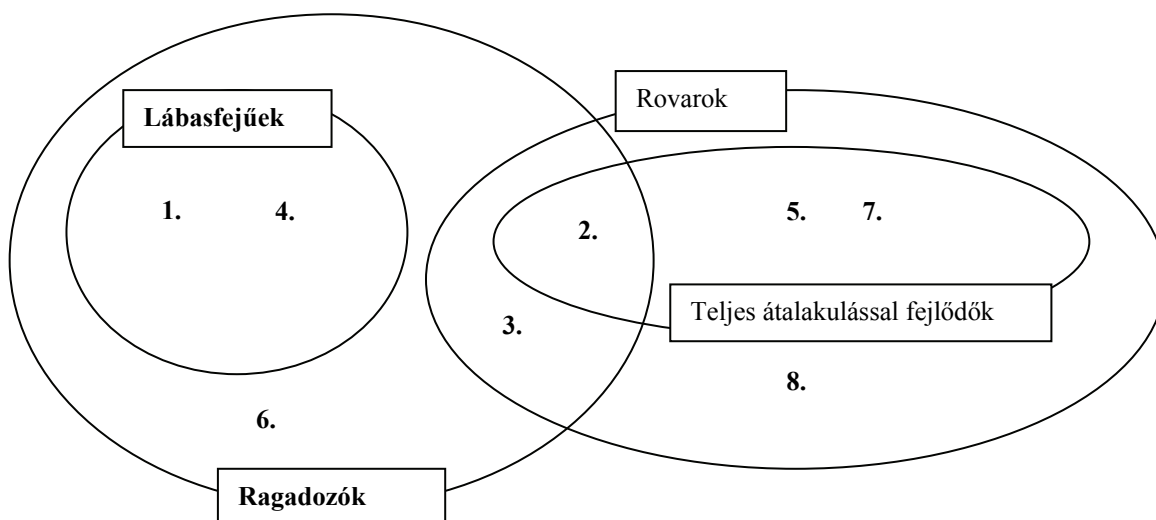 Rovarok
Lábasfejűek
1. 4.
5. 7.
2.
Teljes átalakulással fejlődők
3.
8.
6.
Ragadozók